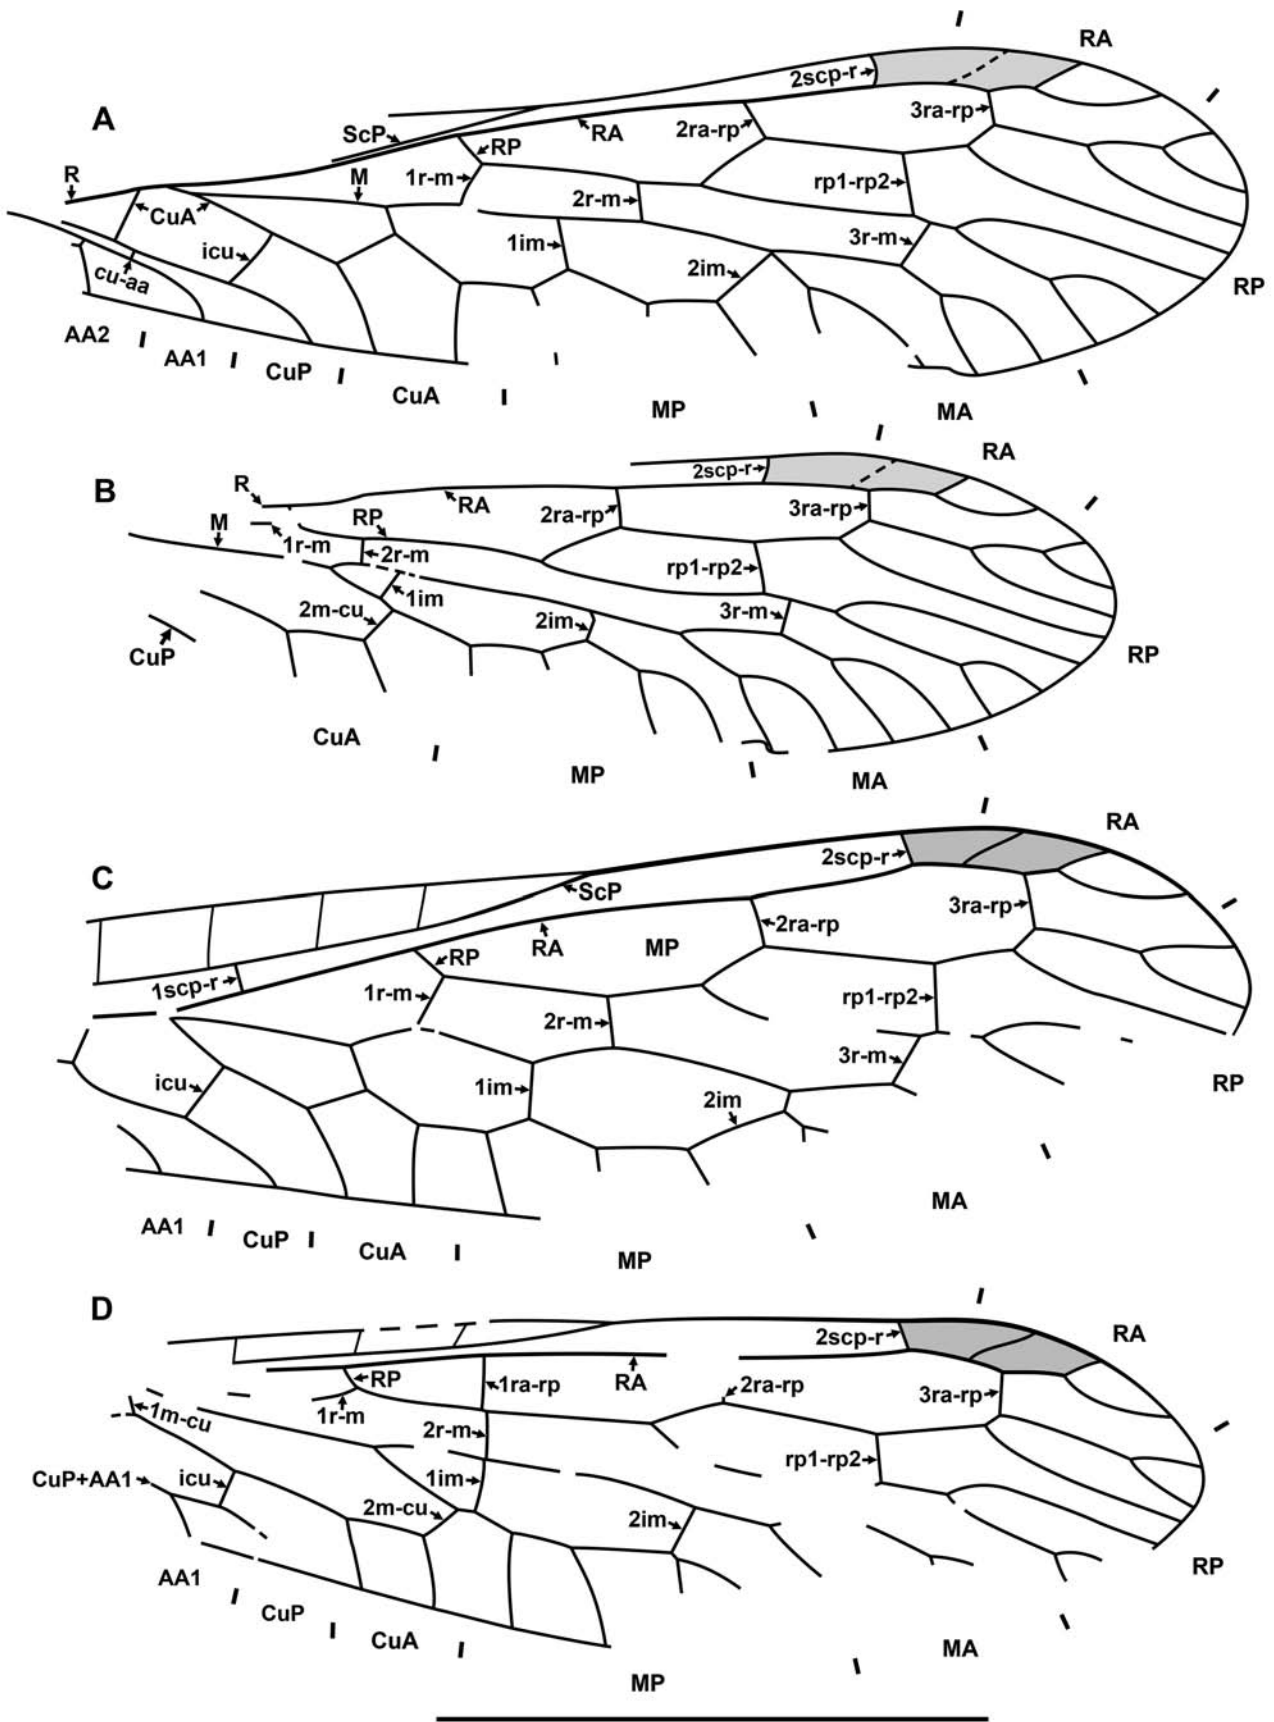 A
R
ScP
RP
RA
2ra-rp
2scp-r
RA
3ra-rp
M
1r-m
2r-m
rp1-rp2
3r-m
CuA
icu
cu-aa
1im
2im
RP
AA2
AA1
CuP
CuA
MP
MA
B
R
M
RP
RA
2scp-r
RA
2ra-rp
3ra-rp
1r-m
2r-m
rp1-rp2
1im
2m-cu
2im
3r-m
CuP
RP
CuA
MP
MA
C
ScP
2scp-r
RA
1scp-r
RP
RA
MP
2ra-rp
3ra-rp
1r-m
2r-m
rp1-rp2
3r-m
icu
1im
2im
RP
AA1
CuP
CuA
MP
MA
D
2scp-r
RA
RP
1ra-rp
RA
2ra-rp
3ra-rp
1m-cu
1r-m
2r-m
rp1-rp2
CuP+AA1
icu
1im
2m-cu
2im
RP
AA1
CuP
CuA
MP
MA